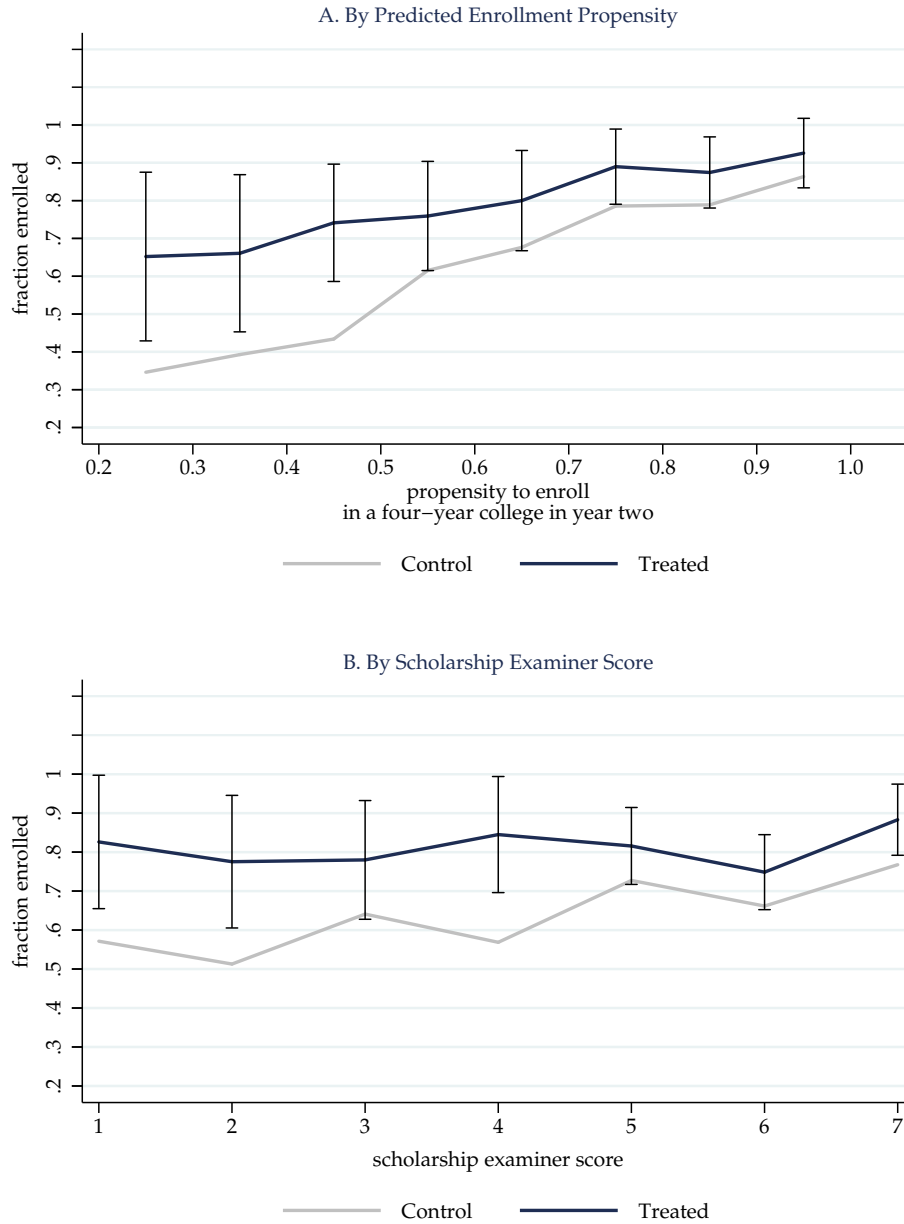 A. By Predicted Enrollment Propensity
fraction enrolled
1
.9
.8
.7
.6
.5
.4
.3
.2
0.2 0.3 0.4 0.5 0.6 0.7 0.8 0.9 1.0
propensity to enroll
in a four−year college in year two
Control Treated
B. By Scholarship Examiner Score
fraction enrolled
1
.9
.8
.7
.6
.5
.4
.3
.2
1 2 3 4 5 6 7
scholarship examiner score
Control Treated